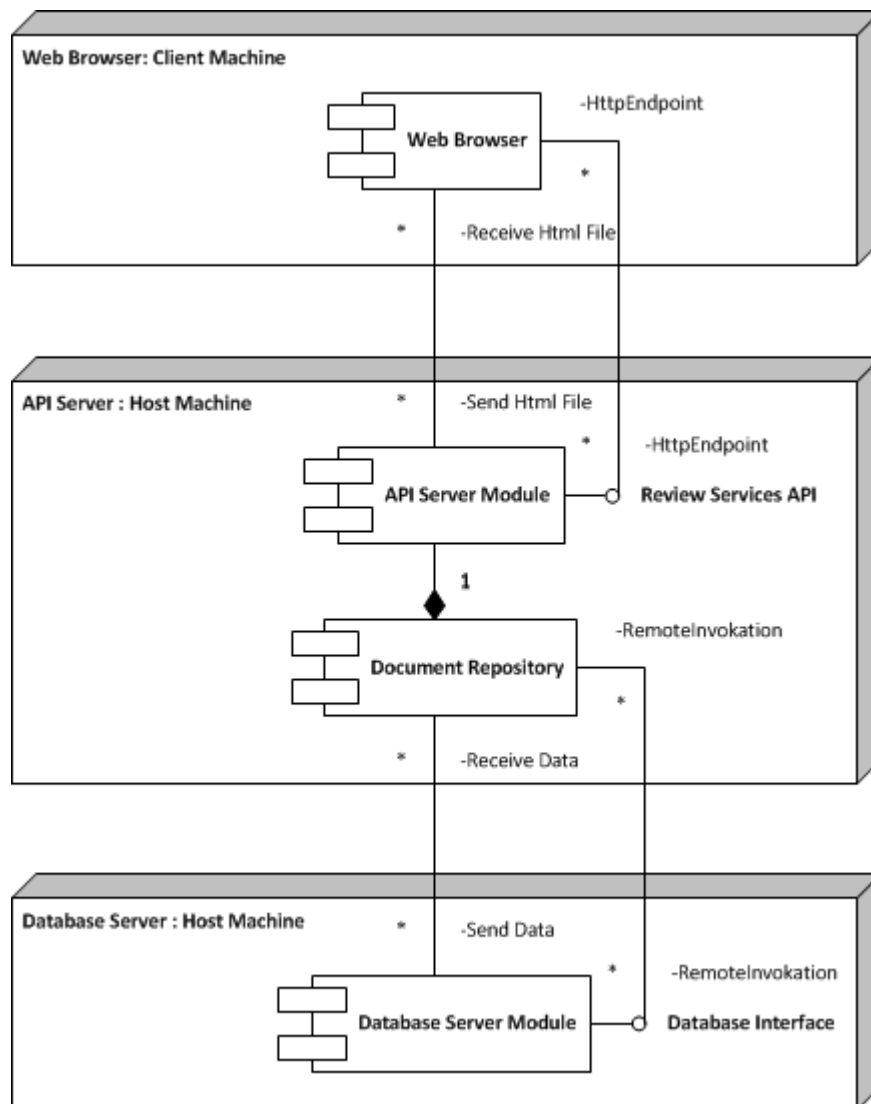 Web Browser: Client Machine
-HttpEndpoint
Web Browser
*
*
-Receive Html File
API Server : Host Machine
*
-Send Html File
*
-HttpEndpoint
API Server Module
Review Services API
1
-RemoteInvokation
Document Repository
*
*
-Receive Data
Database Server : Host Machine
*
-Send Data
*
-RemoteInvokation
Database Server Module
Database Interface